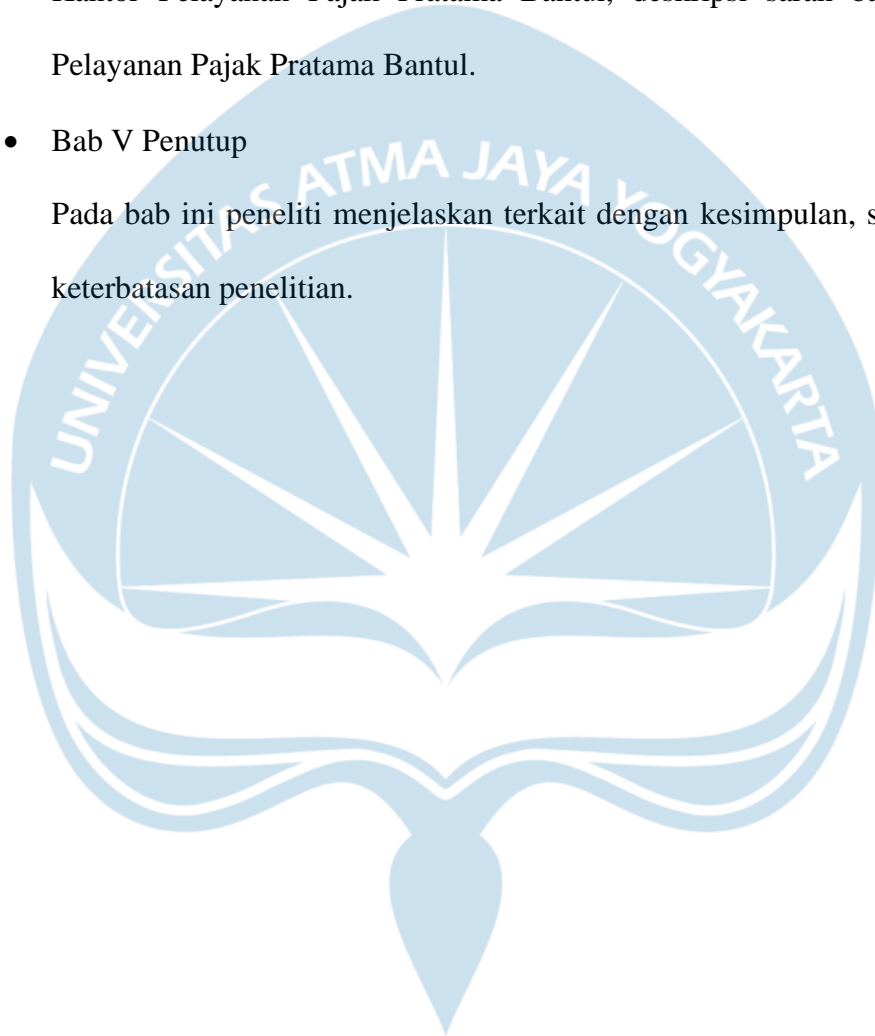 Pelayanan Pajak Pratama Bantul.
• Bab V Penutup
Pada bab ini peneliti menjelaskan terkait dengan kesimpulan,
keterbatasan penelitian.
UNIVERSITAS ATMA JAYA YOGYAKARTA